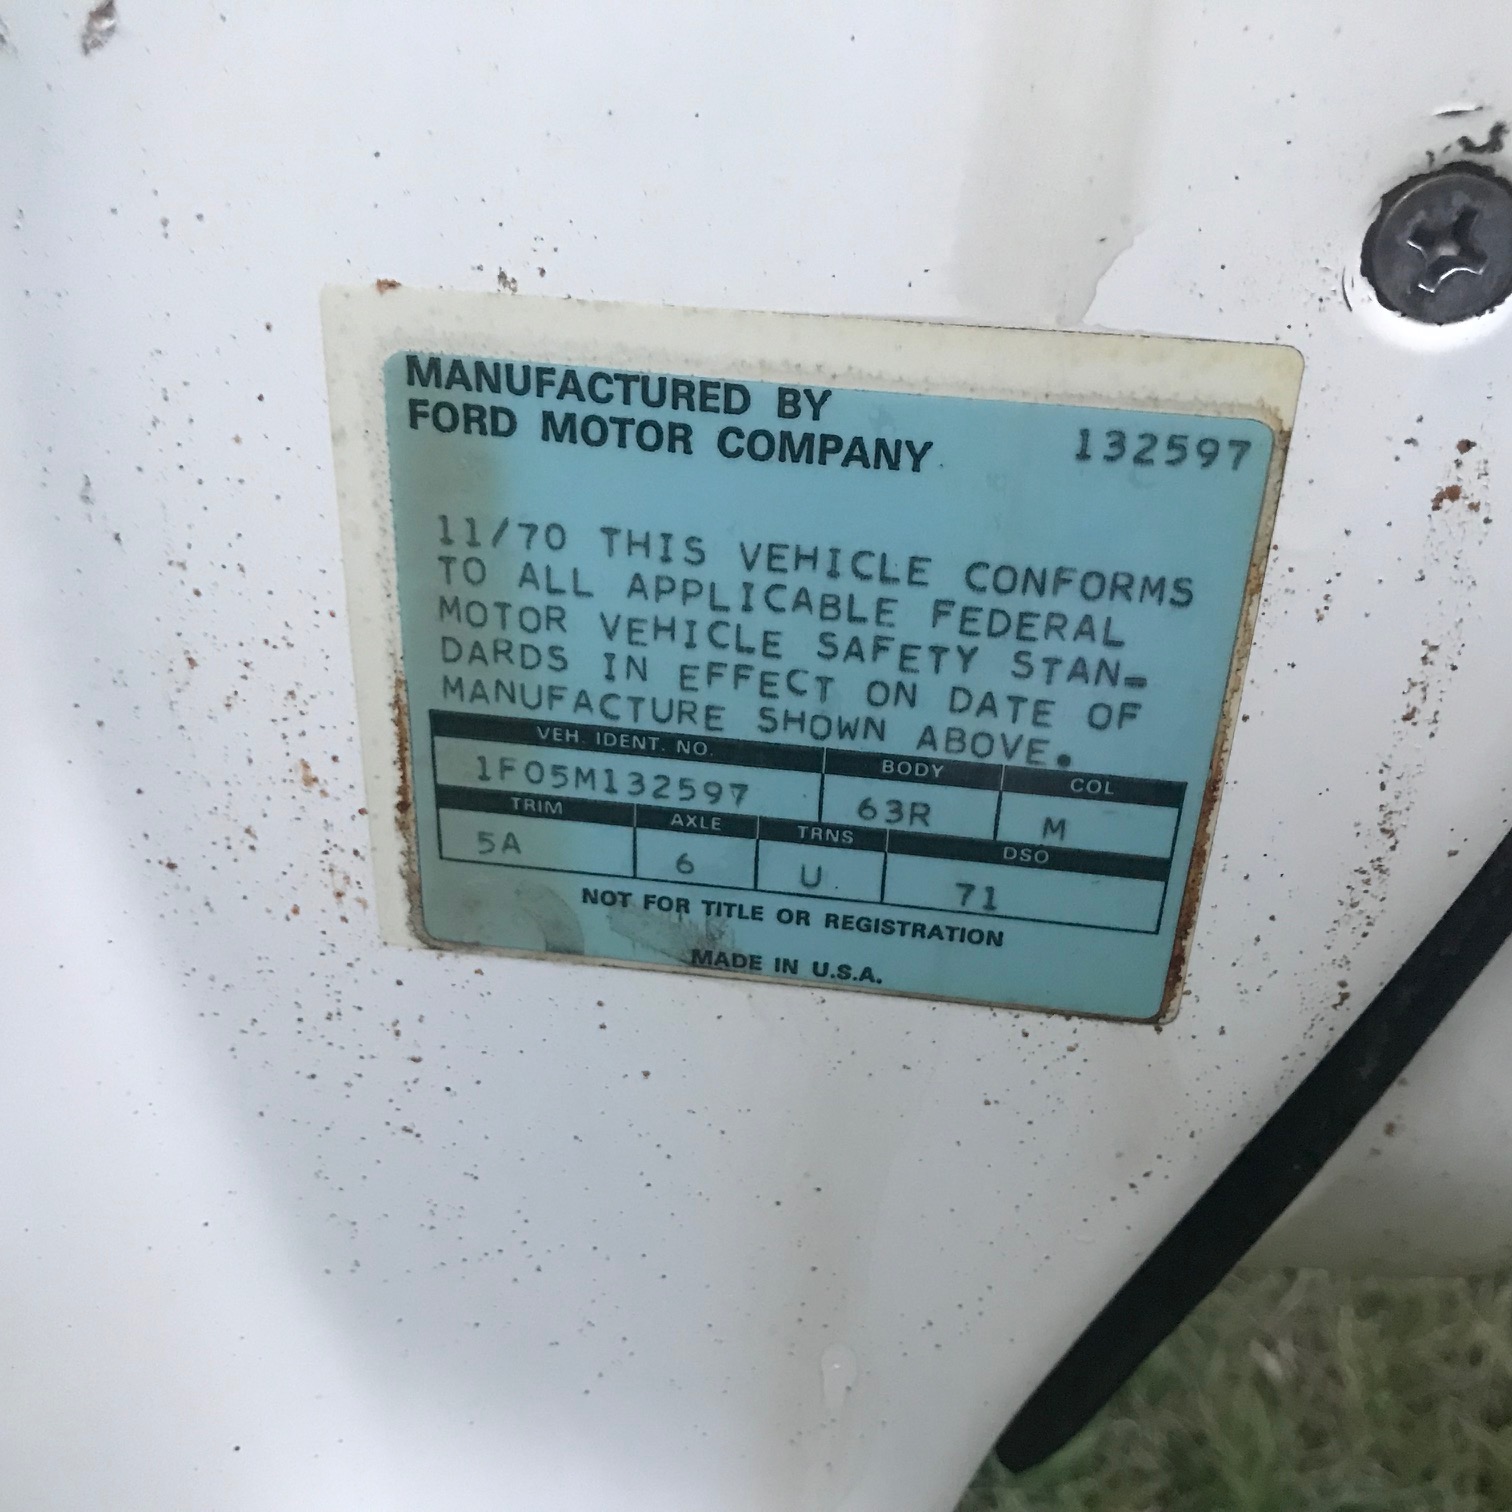 MANUFACTURED BY
FORD MOTOR COMPANY 132597
11/70 THIS VEHICLE CONFORMS
TO ALL APPLICABLE FEDERAL
MOTOR VEHICLE SAFETY STAN-
DARDS IN EFFECT ON DATE OF
MANUFACTURE SHOWN ABOVE.
VEH. IDENT. NO. BODY COL
1F05M132597 63R M
TRIM AXLE TRNS DSO
5A 6 U 71
NOT FOR TITLE OR REGISTRATION
MADE IN U.S.A.